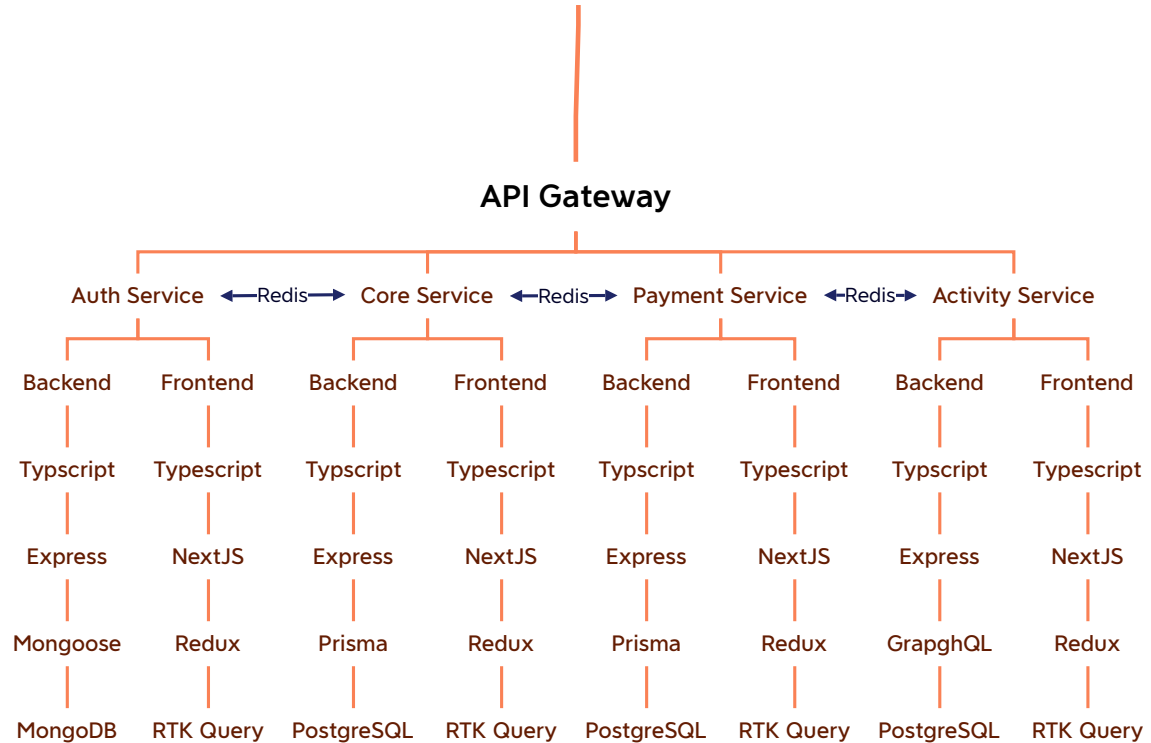 API Gateway
Auth Service Redis Core Service Redis Payment Service Redis Activity Service
Backend Frontend Backend Frontend Backend Frontend Backend Frontend
Typscript Typescript Typscript Typescript Typscript Typescript Typscript Typescript
Express NextJS Express NextJS Express NextJS Express NextJS
Mongoose Redux Prisma Redux Prisma Redux GrapghQL Redux
MongoDB RTK Query PostgreSQL RTK Query PostgreSQL RTK Query PostgreSQL RTK Query